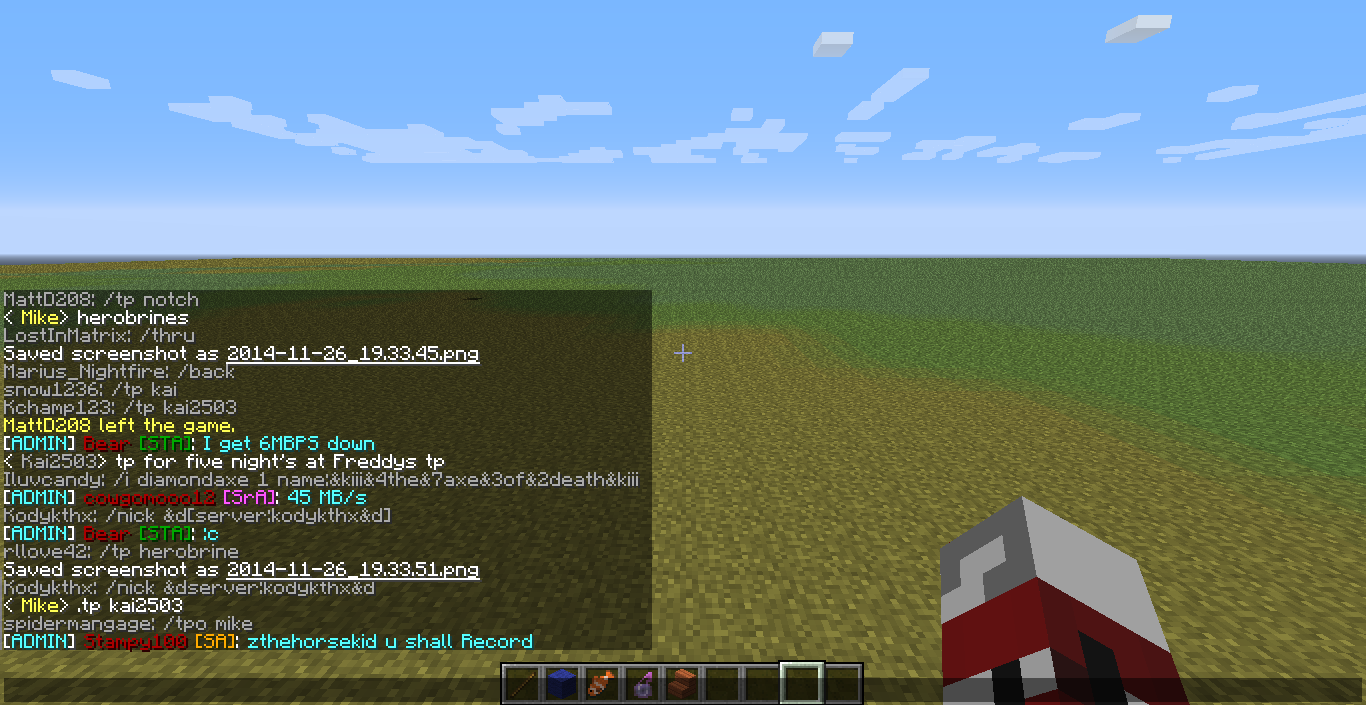 MattD208: /tp notch
< Mike> herobrines
LostInMatrix: /thru
Saved screenshot as 2014-11-26_19.33.45.png
Marius_Nightfire: /back
snow1236: /tp kai
Kchamp123: /tp kai2503
MattD208 left the game.
[ADMIN] Bear [STA]: I get 6MBPS down
< Kai2503> tp for five night's at Freddys tp
Iluvcandy: /i diamondaxe 1 name:&kiii&4the&7axe&3of&2death&kiii
[ADMIN] cowgomooo12 [SrA]: 45 MB/s
Kodykthx: /nick &d[server:kodykthx&d]
[ADMIN] Bear [STA]: :c
rllove42: /tp herobrine
Saved screenshot as 2014-11-26_19.33.51.png
Kodykthx: /nick &dserver:kodykthx&d
< Mike> .tp kai2503
spidermangage: /tpo mike
[ADMIN] Stampy100 [SA]: zthehorsekid u shall Record